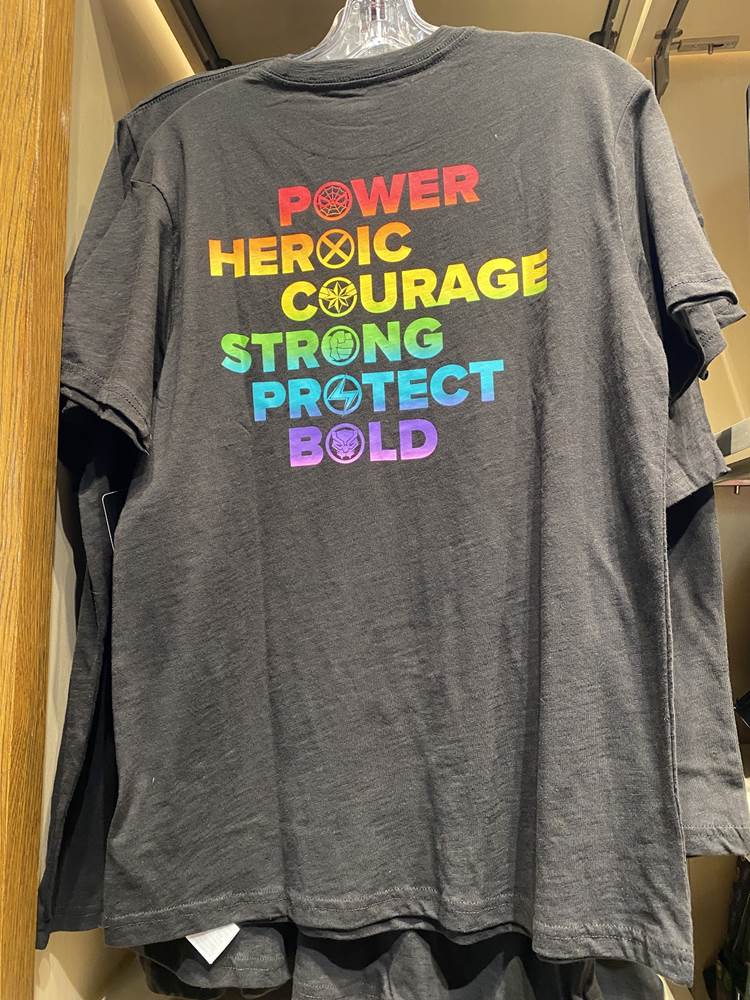 POWER
HEROIC
COURAGE
STRONG
PROTECT
BOLD